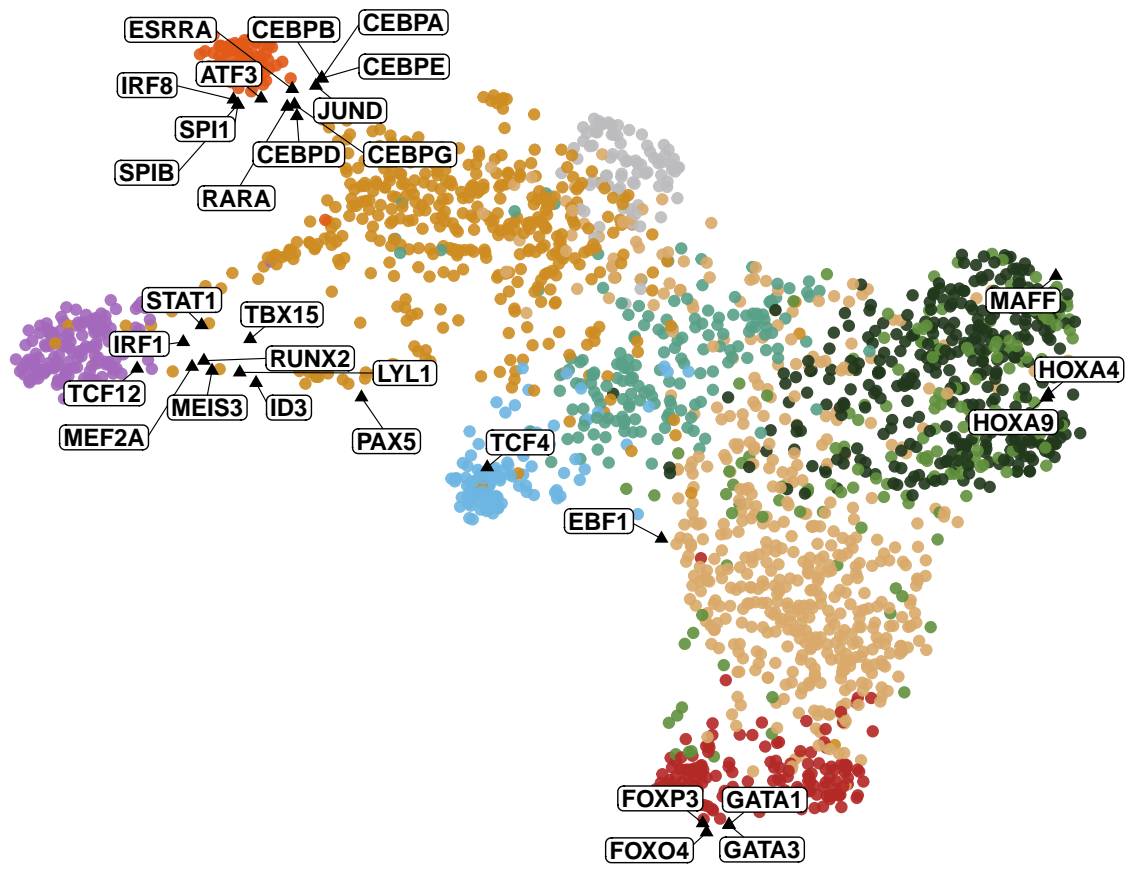 ESRRA
CEBPB
CEBPA
ATF3
CEBPE
IRF8
JUND
SPI1
CEBPD
CEBPG
SPIB
RARA
STAT1
TBX15
MAFF
IRF1
RUNX2
LYL1
HOXA4
TCF12
MEIS3
ID3
HOXA9
MEF2A
PAX5
TCF4
EBF1
FOXP3
GATA1
FOXO4
GATA3